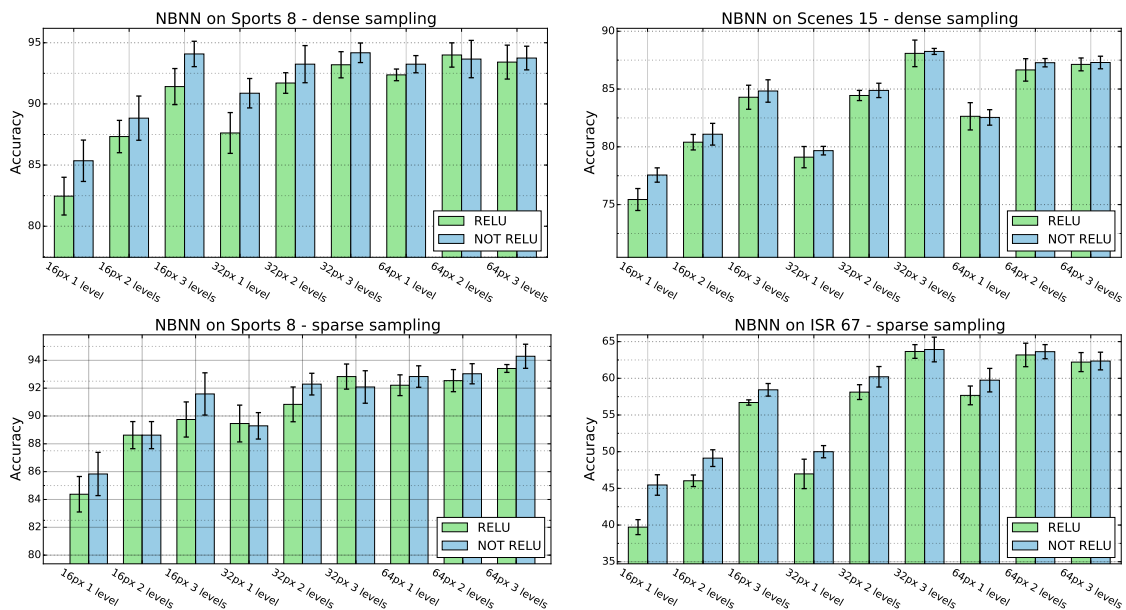 NBNN on Sports 8 - dense sampling
95
90
85
80
Accuracy
RELU
NOT RELU
16px 1 level
16px 2 levels
16px 3 levels
32px 1 level
32px 2 levels
32px 3 levels
64px 1 level
64px 2 levels
64px 3 levels
NBNN on Scenes 15 - dense sampling
90
85
80
75
Accuracy
RELU
NOT RELU
16px 1 level
16px 2 levels
16px 3 levels
32px 1 level
32px 2 levels
32px 3 levels
64px 1 level
64px 2 levels
64px 3 levels
NBNN on Sports 8 - sparse sampling
94
92
90
88
86
84
82
80
Accuracy
RELU
NOT RELU
16px 1 level
16px 2 levels
16px 3 levels
32px 1 level
32px 2 levels
32px 3 levels
64px 1 level
64px 2 levels
64px 3 levels
NBNN on ISR 67 - sparse sampling
65
60
55
50
45
40
35
Accuracy
RELU
NOT RELU
16px 1 level
16px 2 levels
16px 3 levels
32px 1 level
32px 2 levels
32px 3 levels
64px 1 level
64px 2 levels
64px 3 levels